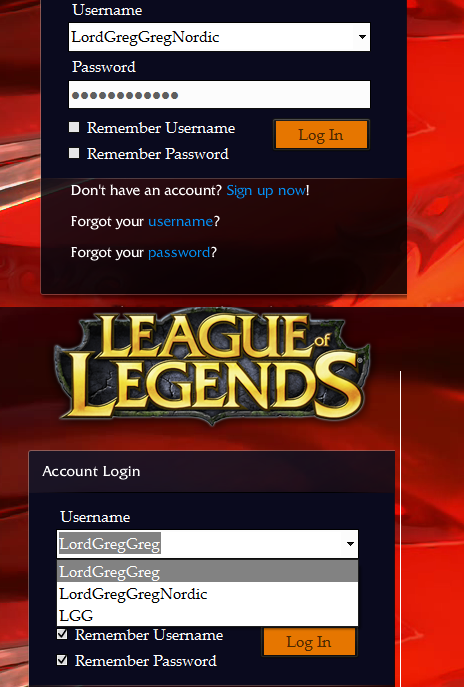 Username
LordGregGregNordic
Password
Remember Username
Log In
Remember Password
Don't have an account? Sign up now!
Forgot your username?
Forgot your password?
LEAGUE of
LEGENDS
Account Login
Username
LordGregGreg
LordGregGreg
LordGregGregNordic
LGG
Remember Username
Log In
Remember Password